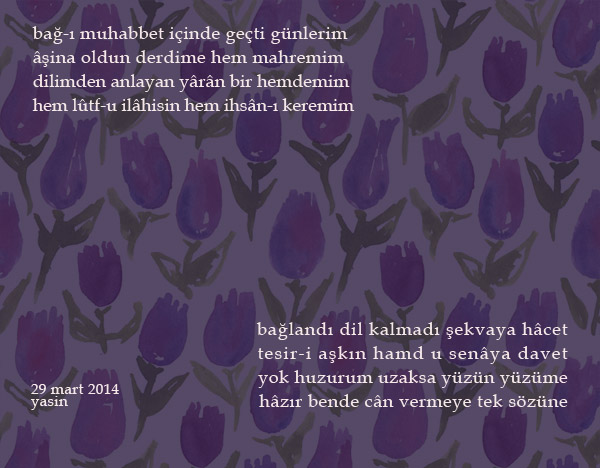 bağ-ı muhabbet içinde geçti günlerim
âşina oldun derdime hem mahremim
dilimden anlayan yârân bir hemdemim
hem lûtf-u ilâhisin hem ihsân-ı keremim
bağlandı dil kalmadı şekvaya hâcet
tesir-i aşkın hamd u senâya davet
yok huzurum uzaksa yüzün yüzüme
hâzır bende cân vermeye tek sözüne
29 mart 2014
yasin